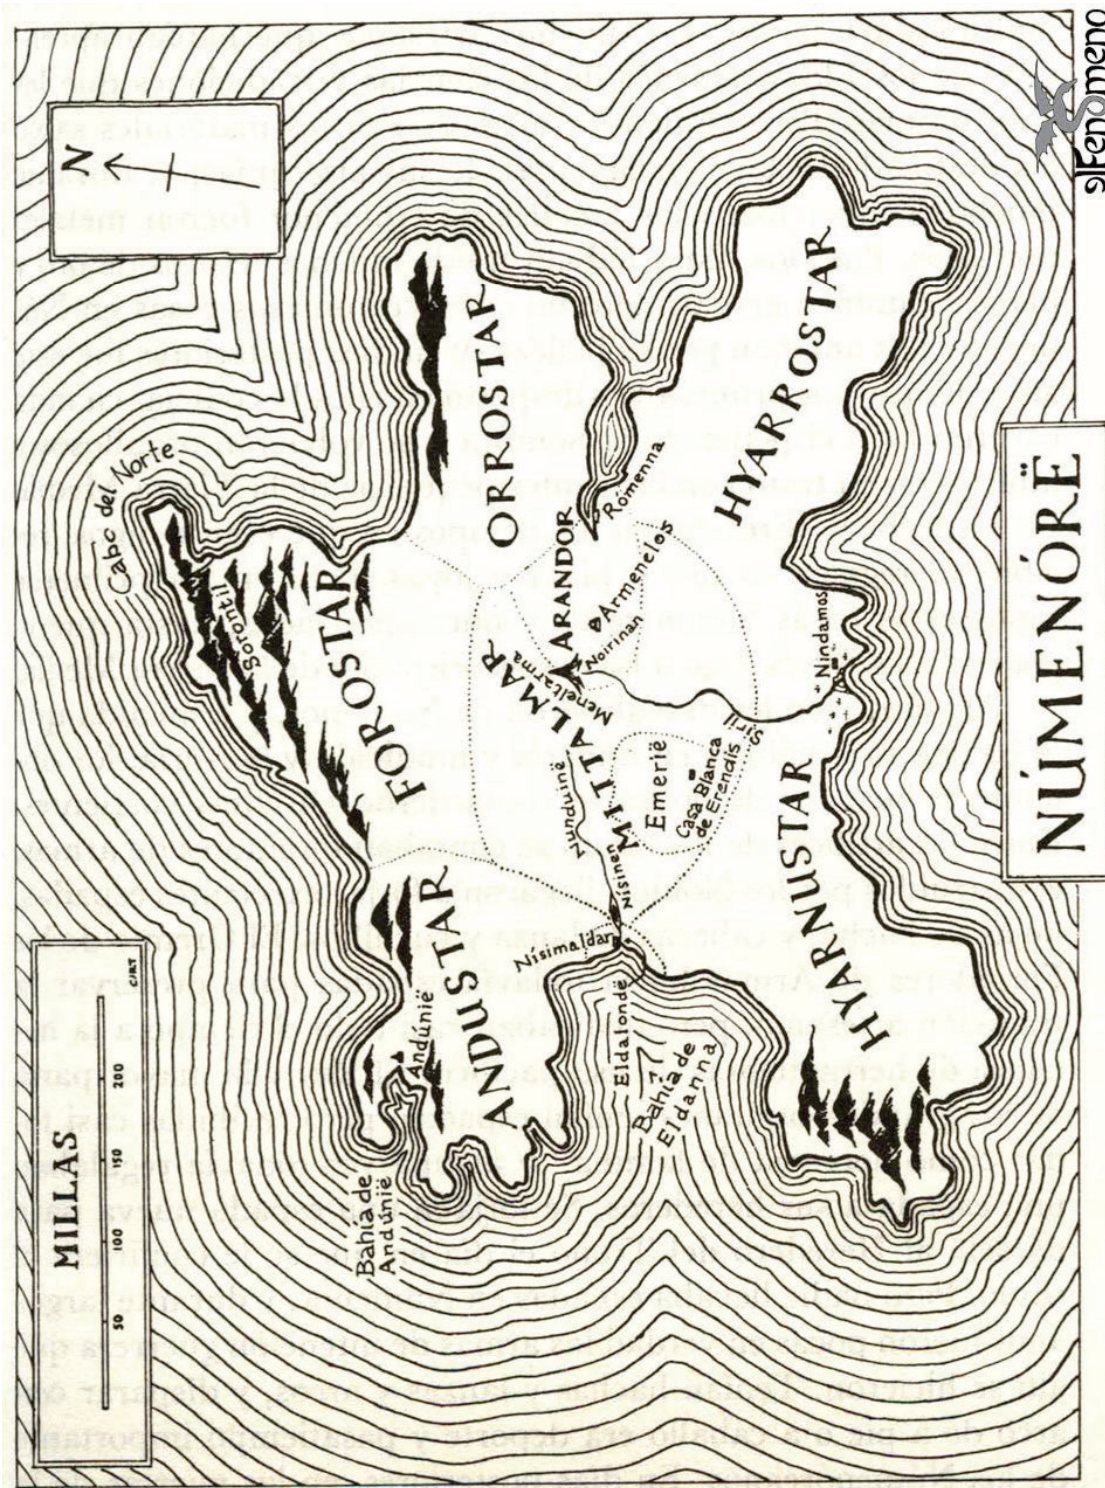 N
MILAS
50 100 150 200
CIRT
Cabo del Norte
Sorontil
FOROSTAR
ORROSTAR
Bahía de
Andúnië
Andúnië
ANDUSTAR
MITTALMAR
ARANDOR
Meneltarma
Noirinan
Armenelos
Rómenna
Nunduinë
Nísinen
Nísimaldar
Eldalondë
Bahía de
Eldanna
Emerië
Casa Blanca
de Erendis
Siril
Nindamos
HYARNUSTAR
HYARROSTAR
NÚMENÓRË
elFenómeno